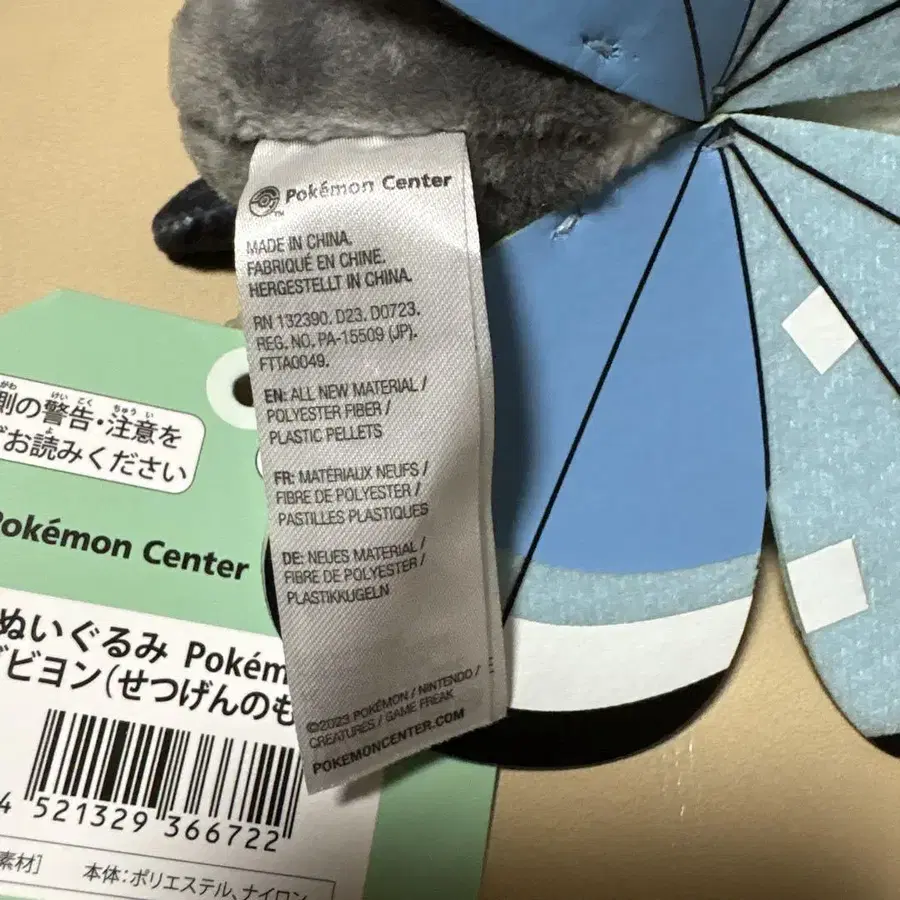 Pokémon Center
MADE IN CHINA.
FABRIQUÉ EN CHINE.
HERGESTELLT IN CHINA.
RN 132390. D23. D0723.
REG. NO. PA-15509 (JP).
FTTA0049.
EN: ALL NEW MATERIAL /
POLYESTER FIBER /
PLASTIC PELLETS
FR: MATÉRIAUX NEUFS /
FIBRE DE POLYESTER /
PASTILLES PLASTIQUES
DE: NEUES MATERIAL /
FIBRE DE POLYESTER /
PLASTIKKUGELN
©2023 POKÉMON / NINTENDO /
CREATURES / GAME FREAK
POKEMONCENTER.COM
側の警告・注意を
お読みください
Pokémon Center
ぬいぐるみ Pokém
ビヨン(せつげんのも
4 521329 366722
素材]
本体:ポリエステル、ナイロン